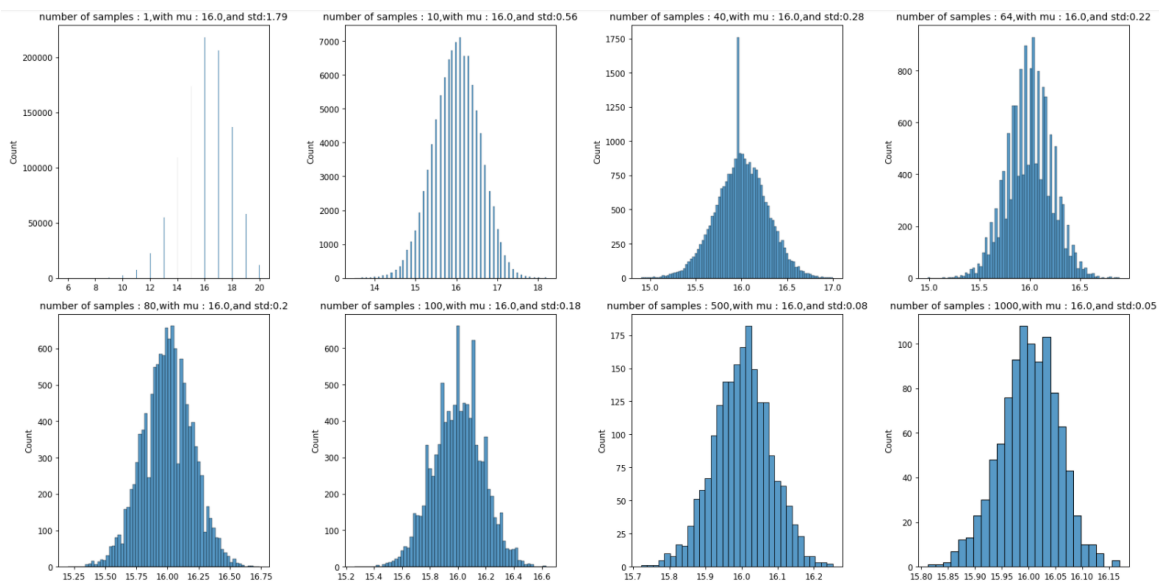 number of samples : 1,with mu : 16.0,and std:1.79
200000
150000
100000
50000
0
Count
6 8 10 12 14 16 18 20
number of samples : 10,with mu : 16.0,and std:0.56
7000
6000
5000
4000
3000
2000
1000
0
Count
14 15 16 17 18
number of samples : 40,with mu : 16.0,and std:0.28
1750
1500
1250
1000
750
500
250
0
Count
15.0 15.5 16.0 16.5 17.0
number of samples : 64,with mu : 16.0,and std:0.22
800
600
400
200
0
Count
15.0 15.5 16.0 16.5
number of samples : 80,with mu : 16.0,and std:0.2
600
500
400
300
200
100
0
Count
15.25 15.50 15.75 16.00 16.25 16.50 16.75
number of samples : 100,with mu : 16.0,and std:0.18
600
500
400
300
200
100
0
Count
15.2 15.4 15.6 15.8 16.0 16.2 16.4 16.6
number of samples : 500,with mu : 16.0,and std:0.08
175
150
125
100
75
50
25
0
Count
15.7 15.8 15.9 16.0 16.1 16.2
number of samples : 1000,with mu : 16.0,and std:0.05
100
80
60
40
20
0
Count
15.80 15.85 15.90 15.95 16.00 16.05 16.10 16.15